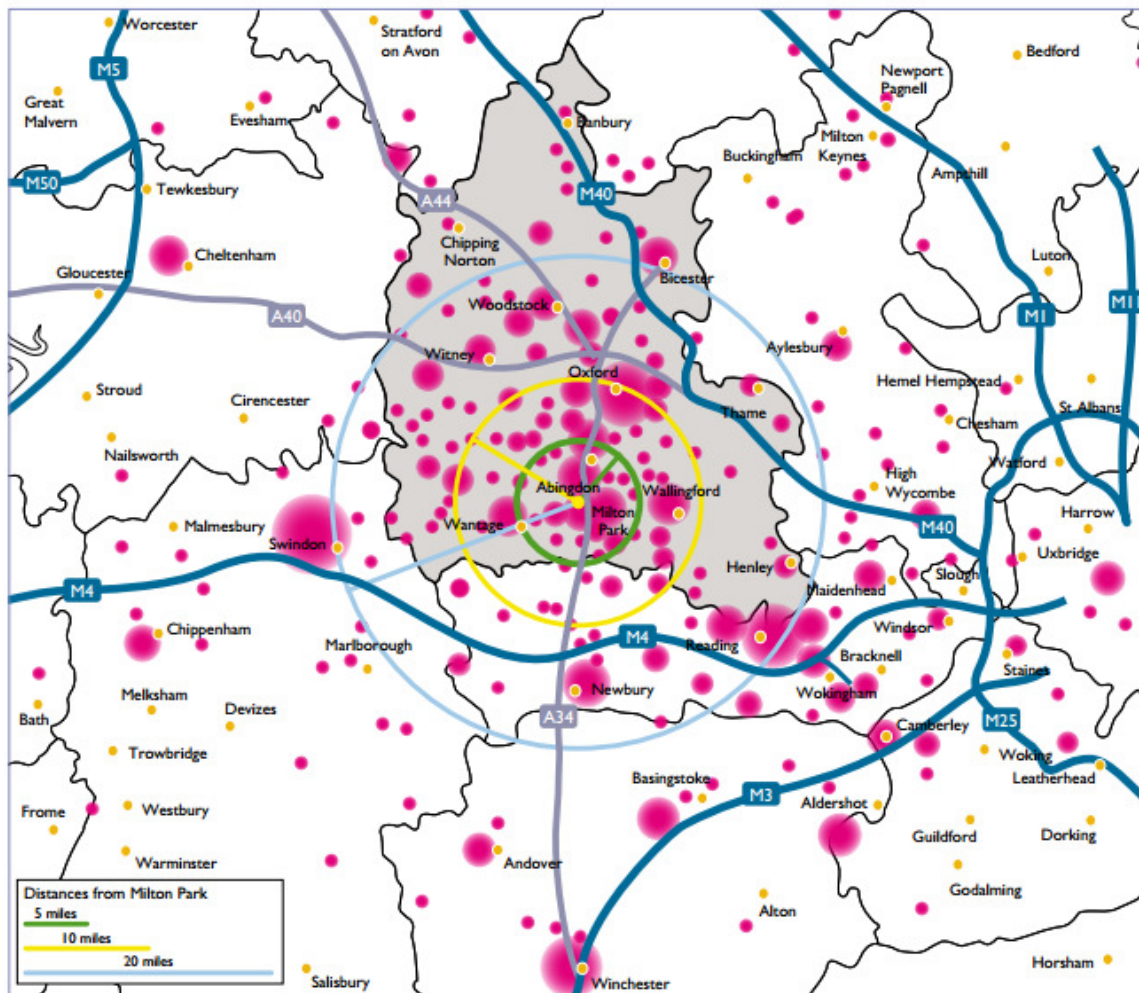 Worcester
Stratford
on Avon
M5
Bedford
Newport
Pagnell
Great
Malvern
Evesham
Banbury
Milton
Keynes
Buckingham
Ampthill
M50
Tewkesbury
M40
A44
Chipping
Norton
Cheltenham
Luton
Gloucester
Bicester
Woodstock
A40
M1
M1
Witney
Aylesbury
Oxford
Hemel Hempstead
Stroud
Cirencester
Thame
St Albans
Chesham
Nailsworth
Watford
High
Wycombe
Abingdon
Wallingford
Milton
Park
Wantage
Malmesbury
M40
Harrow
Swindon
Uxbridge
Henley
Slough
Maidenhead
M4
Chippenham
Windsor
M4
Reading
Marlborough
Bracknell
Staines
Wokingham
Melksham
Newbury
Bath
Devizes
A34
M25
Camberley
Trowbridge
Woking
Leatherhead
Basingstoke
M3
Westbury
Aldershot
Frome
Guildford
Dorking
Warminster
Andover
Godalming
Distances from Milton Park
5 miles
10 miles
20 miles
Alton
Salisbury
Winchester
Horsham